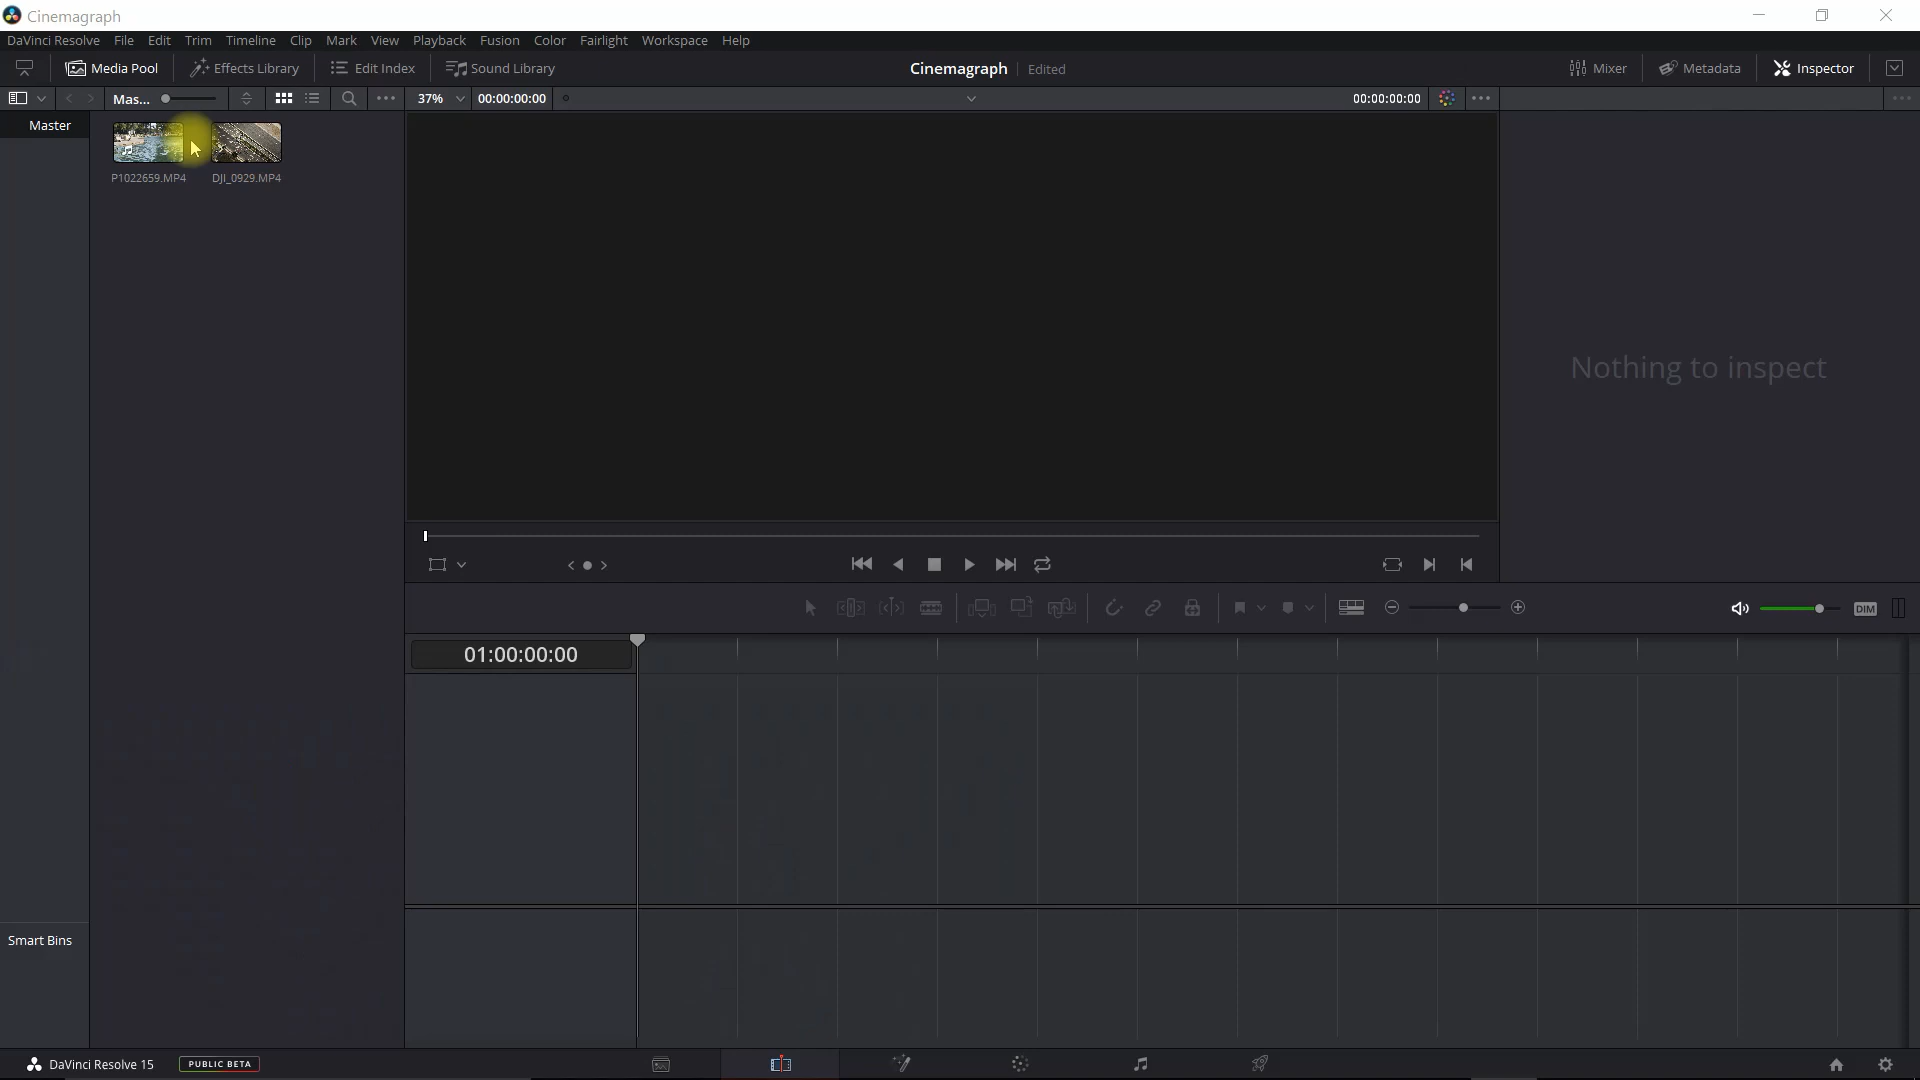 Cinemagraph
DaVinci Resolve File Edit Trim Timeline Clip Mark View Playback Fusion Color Fairlight Workspace Help
Media Pool Effects Library Edit Index Sound Library Cinemagraph Edited Mixer Metadata Inspector
Mas... 37% 00:00:00:00 00:00:00:00
Master
P1022659.MP4 DJI_0929.MP4
Nothing to inspect
DIM
01:00:00:00
Smart Bins
DaVinci Resolve 15 PUBLIC BETA